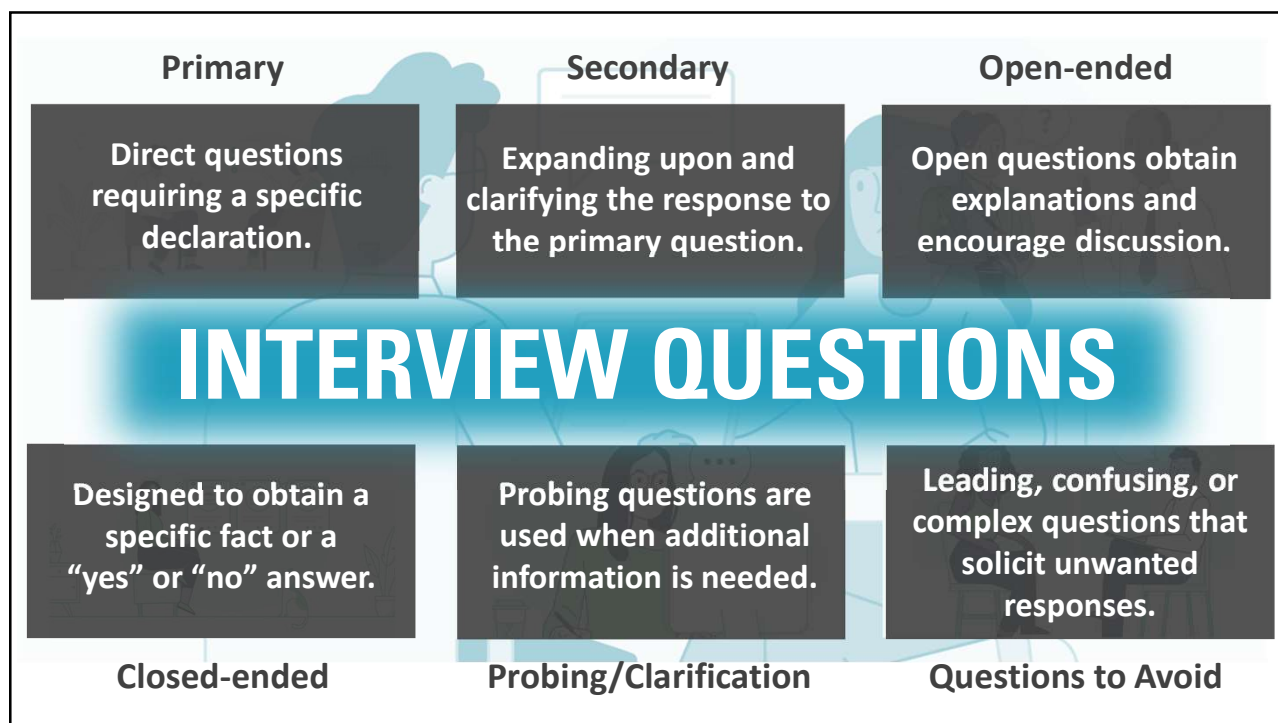 Primary
Direct questions
requiring a specific
declaration.
Secondary
Expanding upon and
clarifying the response to
the primary question.
Open-ended
Open questions obtain
explanations and
encourage discussion.
INTERVIEW QUESTIONS
Designed to obtain a
specific fact or a
“yes” or “no” answer.
Closed-ended
Probing questions are
used when additional
information is needed.
Probing/Clarification
Leading, confusing, or
complex questions that
solicit unwanted
responses.
Questions to Avoid